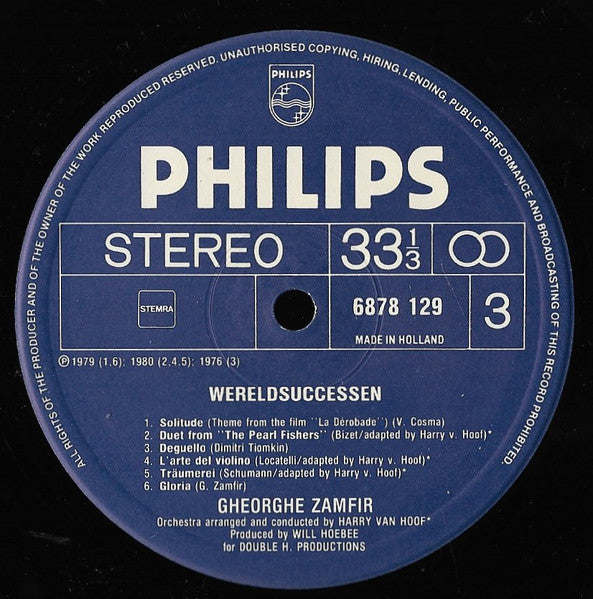 ALL RIGHTS OF THE PRODUCER AND OF THE OWNER OF THE WORK REPRODUCED RESERVED. UNAUTHORISED COPYING, HIRING, LENDING, PUBLIC PERFORMANCE AND BROADCASTING OF THIS RECORD PROHIBITED.
PHILIPS
PHILIPS
STEREO
33⅓
STEMRA
6878 129
MADE IN HOLLAND
3
℗ 1979 (1,6); 1980 (2,4,5); 1976 (3)
WERELDSUCCESSEN
1. Solitude (Theme from the film "La Dérobade") (V. Cosma)
2. Duet from "The Pearl Fishers" (Bizet/adapted by Harry v. Hoof)*
3. Deguello (Dimitri Tiomkin)
4. L'arte del violino (Locatelli/adapted by Harry v. Hoof)*
5. Träumerei (Schumann/adapted by Harry v. Hoof)*
6. Gloria (G. Zamfir)
GHEORGHE ZAMFIR
Orchestra arranged and conducted by HARRY VAN HOOF*
Produced by WILL HOEBEE
for DOUBLE H. PRODUCTIONS